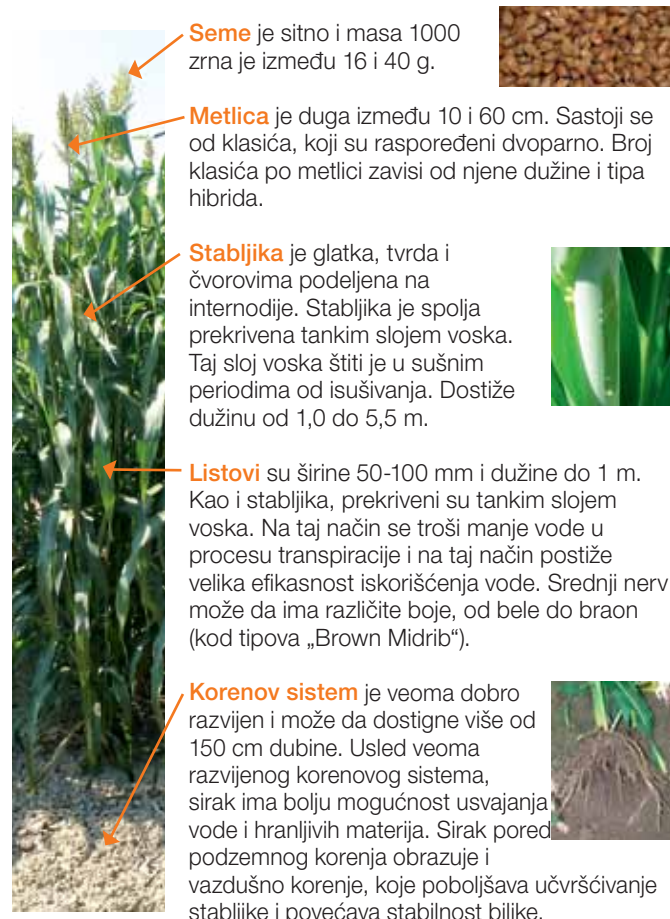 Seme je sitno i masa 1000
zrna je između 16 i 40 g.
Metlica je duga između 10 i 60 cm. Sastoji se
od klasića, koji su raspoređeni dvoparno. Broj
klasića po metlici zavisi od njene dužine i tipa
hibrida.
Stabljika je glatka, tvrda i
čvorovima podeljena na
internodije. Stabljika je spolja
prekrivena tankim slojem voska.
Taj sloj voska štiti je u sušnim
periodima od isušivanja. Dostiže
dužinu od 1,0 do 5,5 m.
Listovi su širine 50-100 mm i dužine do 1 m.
Kao i stabljika, prekriveni su tankim slojem
voska. Na taj način se troši manje vode u
procesu transpiracije i na taj način postiže
velika efikasnost iskorišćenja vode. Srednji nerv
može da ima različite boje, od bele do braon
(kod tipova „Brown Midrib“).
Korenov sistem je veoma dobro
razvijen i može da dostigne više od
150 cm dubine. Usled veoma
razvijenog korenovog sistema,
sirak ima bolju mogućnost usvajanja
vode i hranljivih materija. Sirak pored
podzemnog korenja obrazuje i
vazdušno korenje, koje poboljšava učvršćivanje
stabljike i povećava stabilnost biljke.